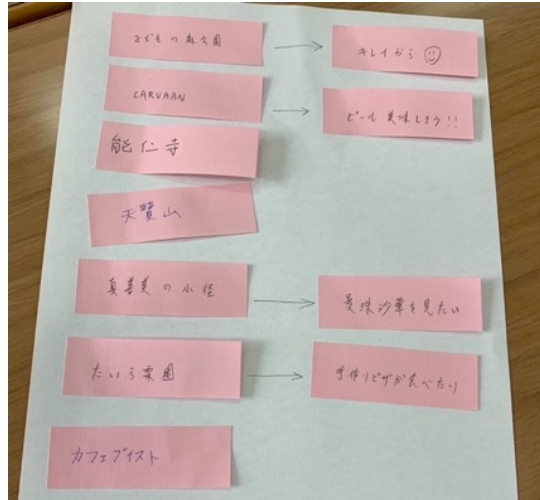 こどもの森公園 → キレイから ☺
CARVAAN → ビール美味しそう!!
能仁寺
天覧山
真善美の小径 → 曼珠沙華を見たい
たいら栗園 → 手作りピザが食べたい
カフェブイスト